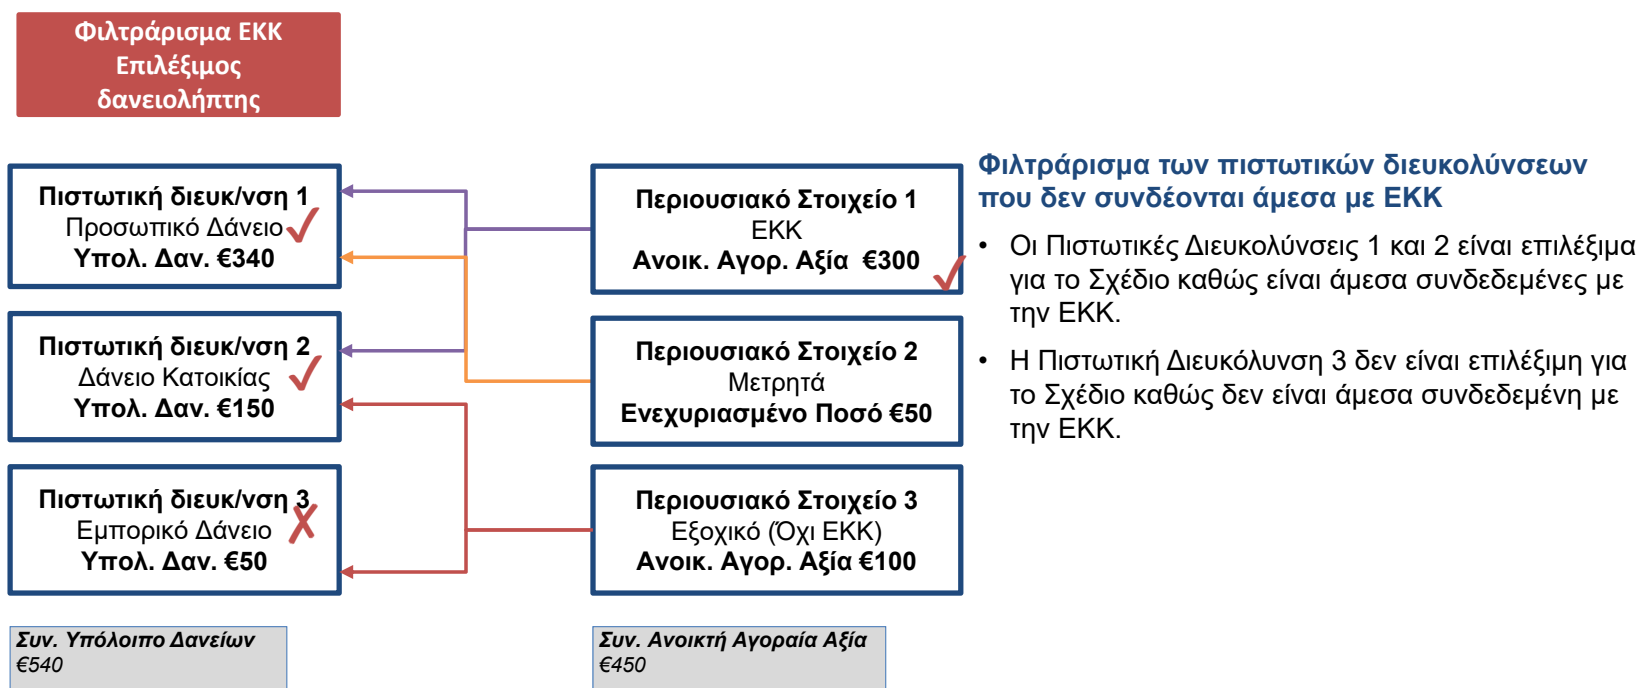 Φιλτράρισμα ΕΚΚ
Επιλέξιμος
δανειολήπτης
Πιστωτική διευκ/νση 1
Προσωπικό Δάνειο
Υπολ. Δαν. €340
Πιστωτική διευκ/νση 2
Δάνειο Κατοικίας
Υπολ. Δαν. €150
Πιστωτική διευκ/νση 3
Εμπορικό Δάνειο
Υπολ. Δαν. €50
Συν. Υπόλοιπο Δανείων
€540
Περιουσιακό Στοιχείο 1
ΕΚΚ
Ανοικ. Αγορ. Αξία €300
Περιουσιακό Στοιχείο 2
Μετρητά
Ενεχυριασμένο Ποσό €50
Περιουσιακό Στοιχείο 3
Εξοχικό (Όχι ΕΚΚ)
Ανοικ. Αγορ. Αξία €100
Συν. Ανοικτή Αγοραία Αξία
€450
Φιλτράρισμα των πιστωτικών διευκολύνσεων
που δεν συνδέονται άμεσα με ΕΚΚ
• Οι Πιστωτικές Διευκολύνσεις 1 και 2 είναι επιλέξιμα
για το Σχέδιο καθώς είναι άμεσα συνδεδεμένες με
την ΕΚΚ.
• Η Πιστωτική Διευκόλυνση 3 δεν είναι επιλέξιμη για
το Σχέδιο καθώς δεν είναι άμεσα συνδεδεμένη με
την ΕΚΚ.